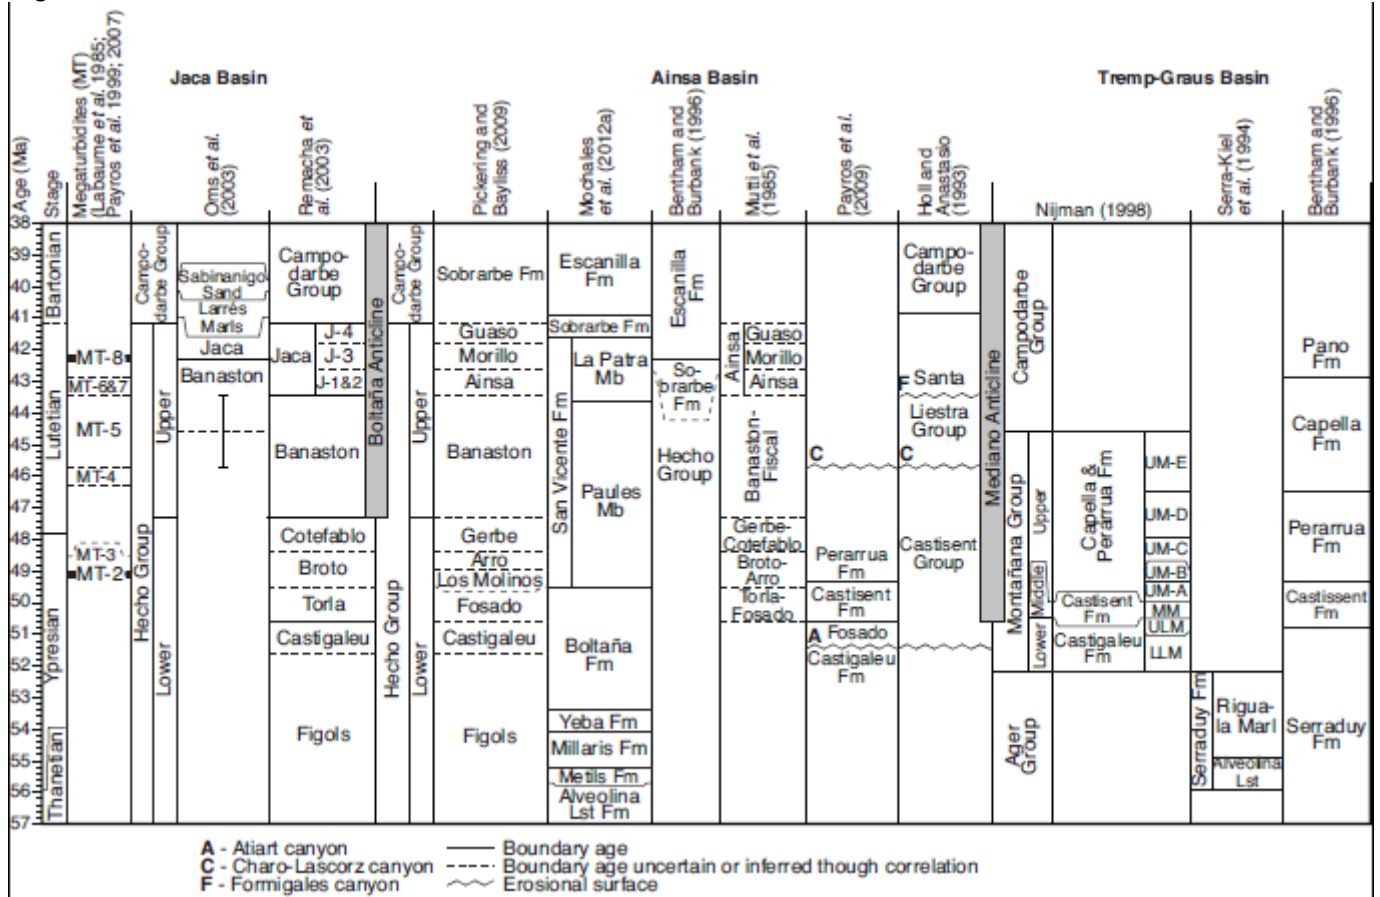 Jaca Basin
Ainsa Basin
Tremp-Graus Basin
Age (Ma)
Stage
Megaturbidites (MT)
(Labaume et al. 1985;
Payros et al. 1999; 2007)
Oms et al.
(2003)
Remacha et
al. (2003)
Pickering and
Bayliss (2009)
Mochales
et al. (2012a)
Bentham and
Burbank (1996)
Mutti et al.
(1985)
Payros et al.
(2009)
Holl and
Anastasio
(1993)
Nijman (1998)
Serra-Kiel
et al. (1994)
Bentham and
Burbank (1996)
38
39
40
41
42
43
44
45
46
47
48
49
50
51
52
53
54
55
56
57
Bartonian
Lutetian
Ypresian
Thanetian
MT-8
MT-6&7
MT-5
MT-4
MT-3
MT-2
Campo-
darbe Group
Hecho Group
Upper
Lower
Sabinanigo
Sand
Larrès
Marls
Jaca
Banaston
Campo-
darbe
Group
Jaca
J-4
J-3
J-1&2
Banaston
Cotefablo
Broto
Torla
Castigaleu
Figols
Boltaña Anticline
Campo-
darbe Group
Hecho Group
Upper
Lower
Sobrarbe Fm
Guaso
Morillo
Ainsa
Banaston
Gerbe
Arro
Los Molinos
Fosado
Castigaleu
Figols
Escanilla
Fm
Sobrarbe Fm
San Vicente Fm
La Patra
Mb
Paules
Mb
Boltaña
Fm
Yeba Fm
Millaris Fm
Metils Fm
Alveolina
Lst Fm
Escanilla
Fm
So-
brarbe
Fm
Hecho
Group
Ainsa
Guaso
Morillo
Ainsa
Banaston-
Fiscal
Gerbe-
Cotefablo
Broto-
Arro
Torla-
Fosado
C
Perarrua
Fm
Castisent
Fm
A Fosado
Castigaleu
Fm
Campo-
darbe
Group
F
Santa
Liestra
Group
C
Castisent
Group
Mediano Anticline
Campodarbe
Group
Montañana Group
Upper
Middle
Lower
Ager
Group
Capella &
Perarrua Fm
Castisent
Fm
Castigaleu
Fm
UM-E
UM-D
UM-C
UM-B
UM-A
MM
ULM
LLM
Serraduy Fm
Rigua-
la Marl
Alveolina
Lst
Pano
Fm
Capella
Fm
Perarrua
Fm
Castissent
Fm
Serraduy
Fm
A - Atiart canyon
C - Charo-Lascorz canyon
F - Formigales canyon
Boundary age
Boundary age uncertain or inferred though correlation
Erosional surface